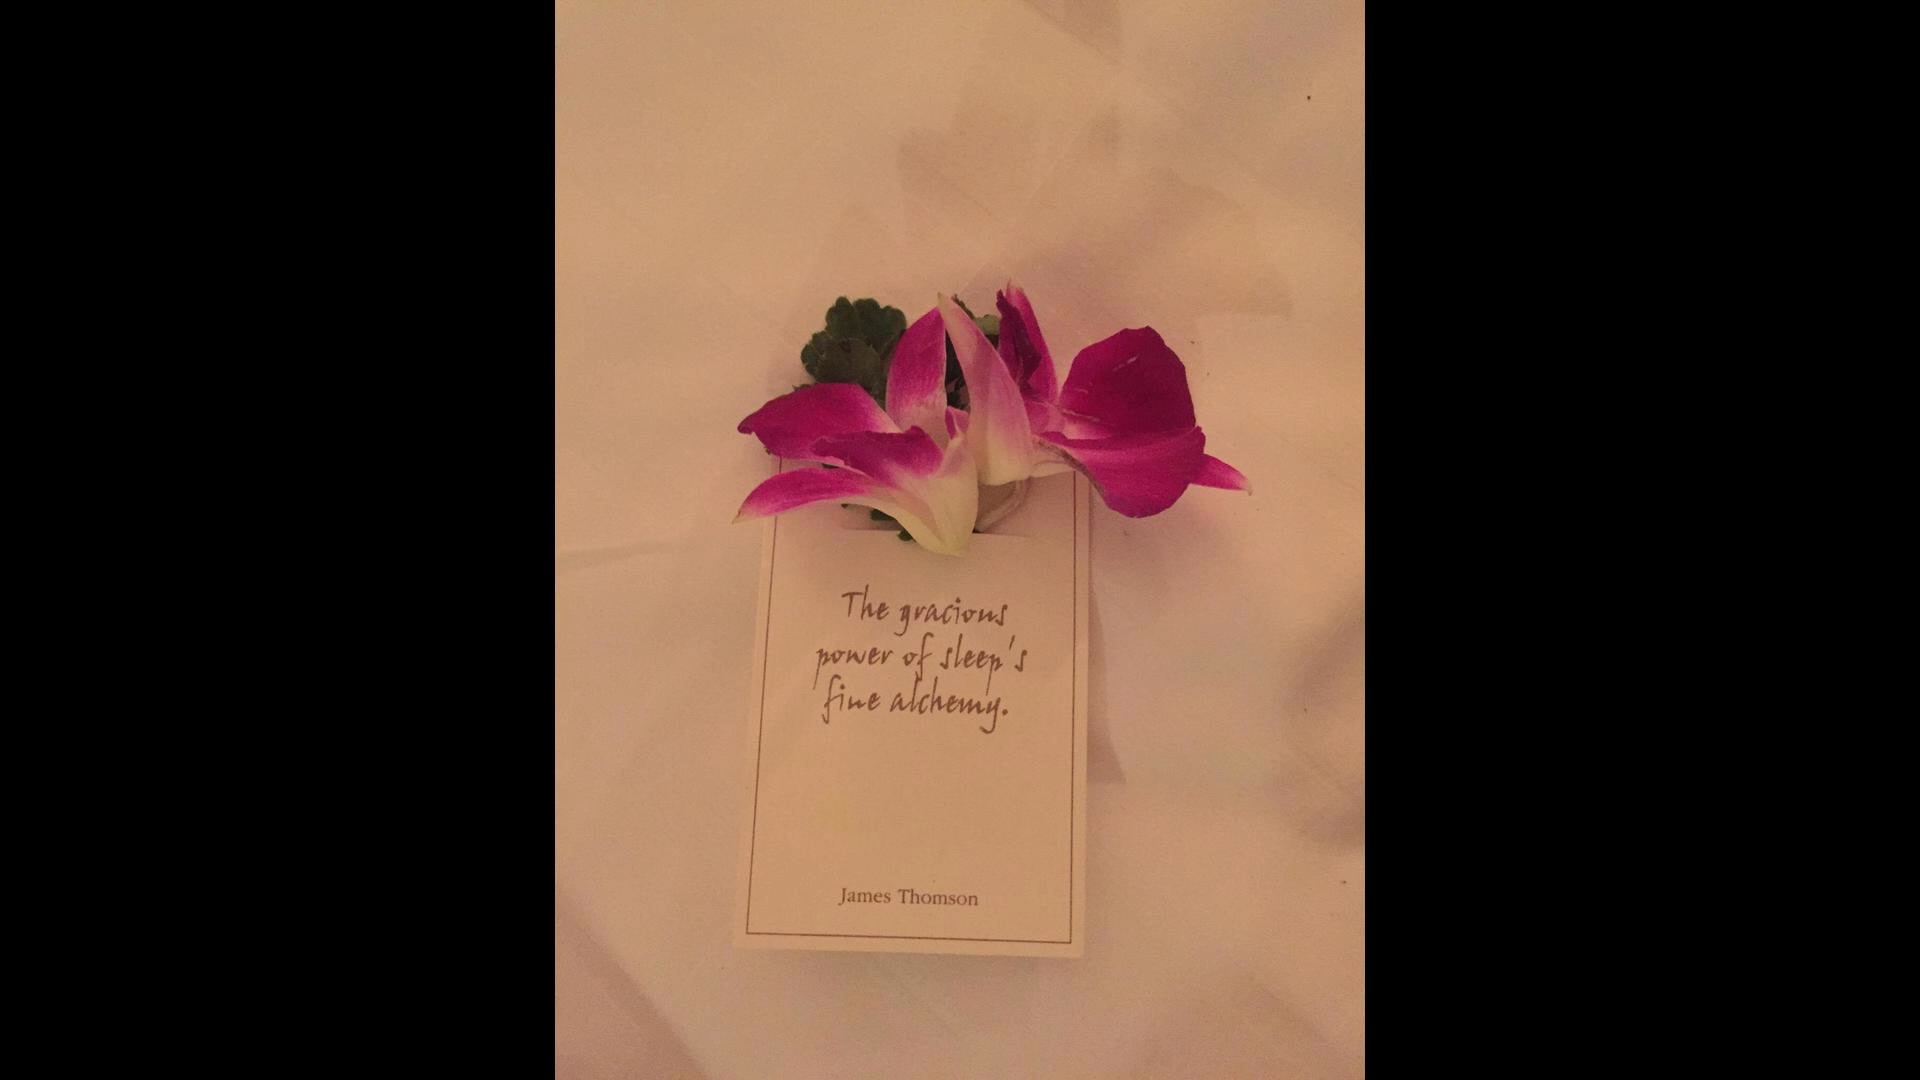 The gracious
power of sleep's
fine alchemy.
James Thomson